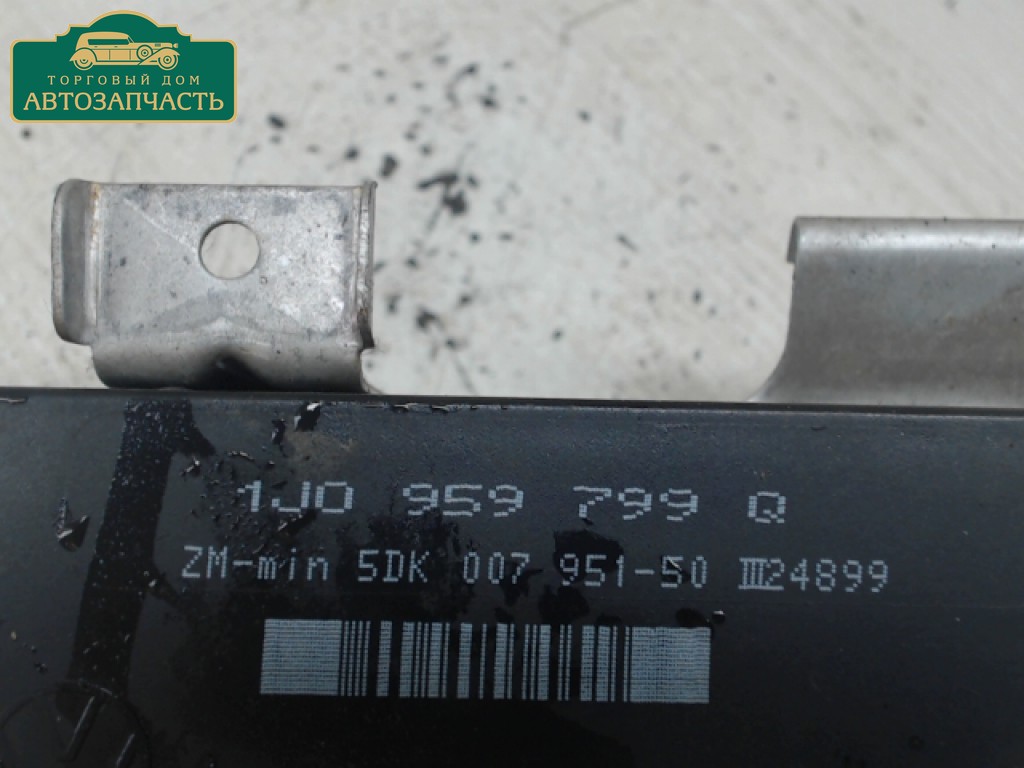 ТОРГОВЫЙ ДОМ
АВТОЗАПЧАСТЬ
1J0 959 799 Q
ZM-min 5DK 007 951-50 III24899